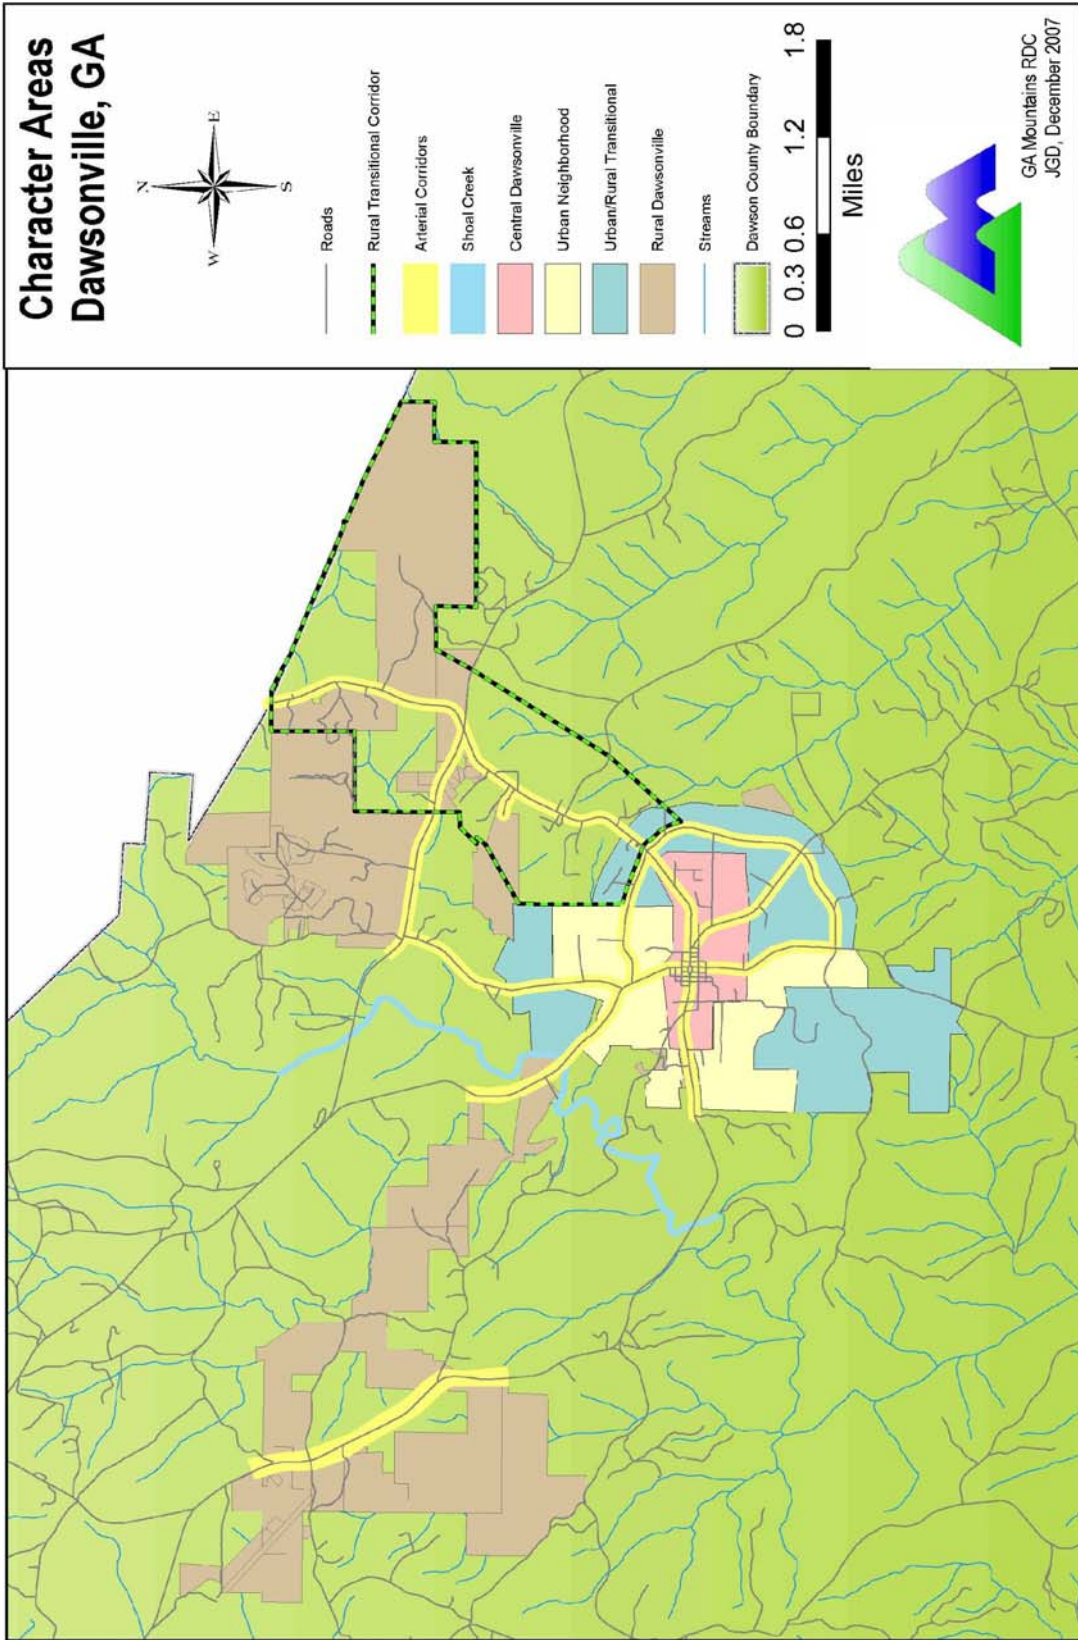 Character Areas
Dawsonville, GA
N
W
E
S
Roads
Rural Transitional Corridor
Arterial Corridors
Shoal Creek
Central Dawsonville
Urban Neighborhood
Urban/Rural Transitional
Rural Dawsonville
Streams
Dawson County Boundary
0 0.3 0.6 1.2 1.8
Miles
GA Mountains RDC
JGD, December 2007